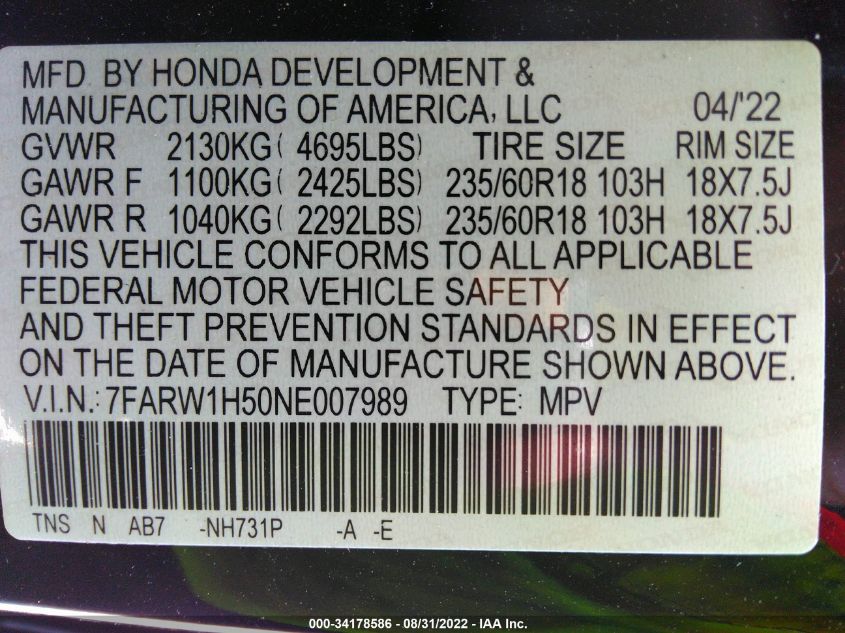 MFD BY HONDA DEVELOPMENT &
MANUFACTURING OF AMERICA, LLC 04/'22
GVWR 2130KG( 4695LBS) TIRE SIZE RIM SIZE
GAWR F 1100KG( 2425LBS) 235/60R18 103H 18X7.5J
GAWR R 1040KG( 2292LBS) 235/60R18 103H 18X7.5J
THIS VEHICLE CONFORMS TO ALL APPLICABLE
FEDERAL MOTOR VEHICLE SAFETY
AND THEFT PREVENTION STANDARDS IN EFFECT
ON THE DATE OF MANUFACTURE SHOWN ABOVE.
V.I.N.: 7FARW1H50NE007989 TYPE: MPV
TNS N AB7 -NH731P -A -E
000-34178586 - 08/31/2022 - IAA Inc.